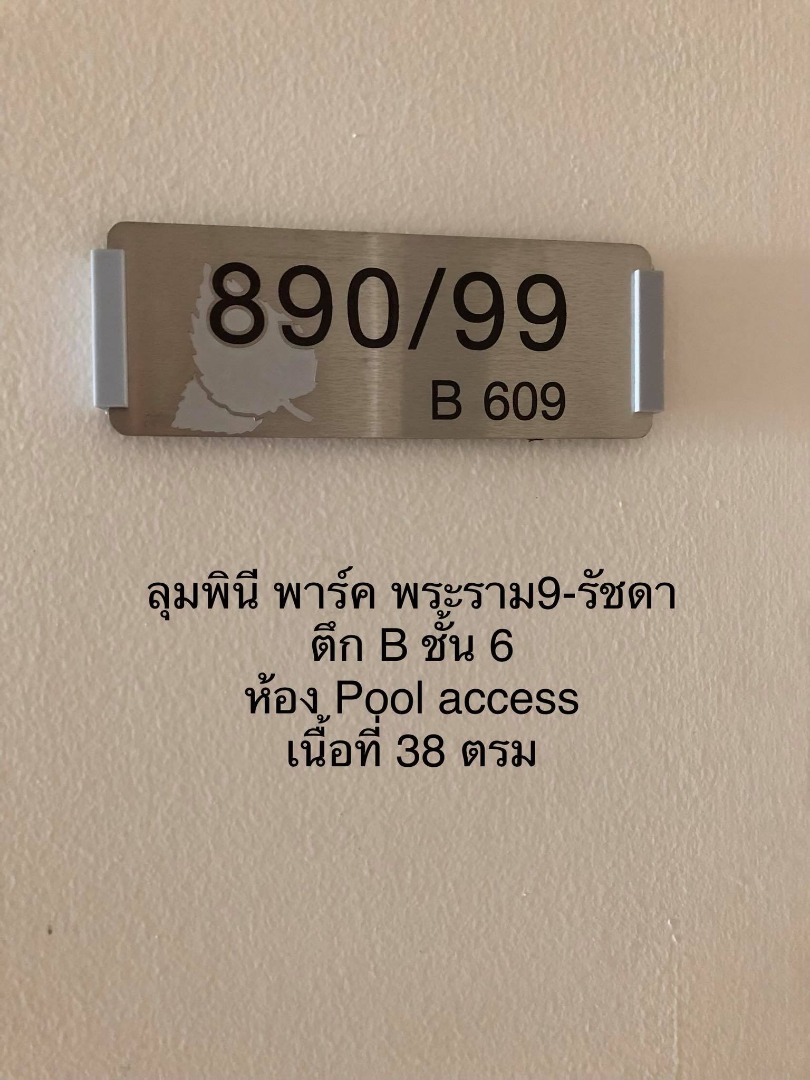 890/99
B 609
ลุมพินี พาร์ค พระราม9-รัชดา
ตึก B ชั้น 6
ห้อง Pool access
เนื้อที่ 38 ตรม